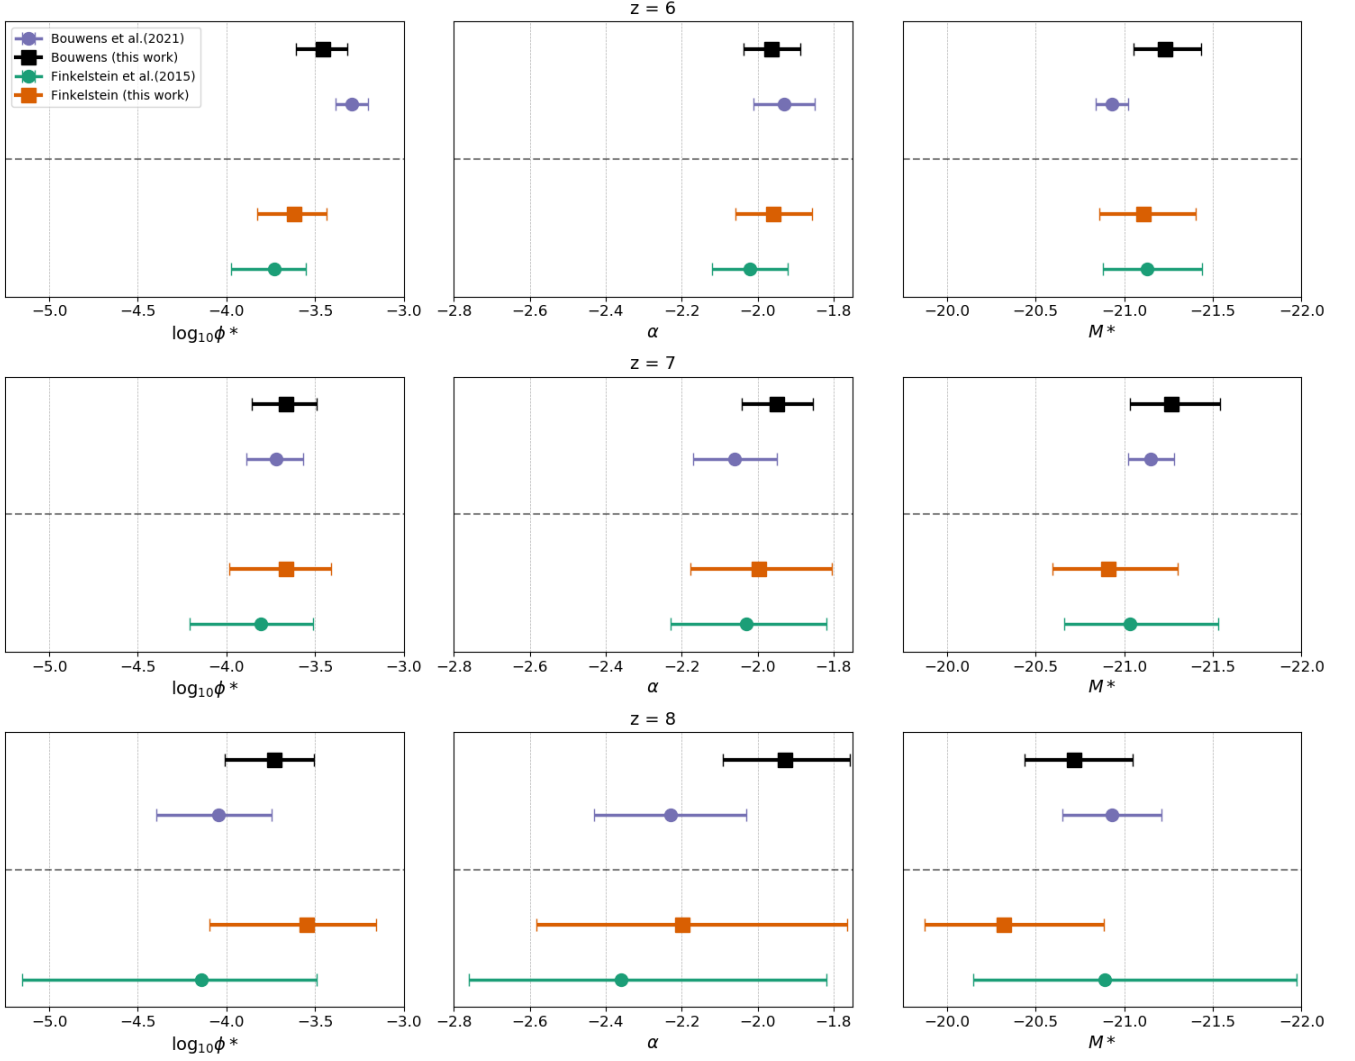 z = 6
Bouwens et al.(2021)
Bouwens (this work)
Finkelstein et al.(2015)
Finkelstein (this work)
−5.0 −4.5 −4.0 −3.5 −3.0
log₁₀ϕ *
−2.8 −2.6 −2.4 −2.2 −2.0 −1.8
α
−20.0 −20.5 −21.0 −21.5 −22.0
M *
z = 7
−5.0 −4.5 −4.0 −3.5 −3.0
log₁₀ϕ *
−2.8 −2.6 −2.4 −2.2 −2.0 −1.8
α
−20.0 −20.5 −21.0 −21.5 −22.0
M *
z = 8
−5.0 −4.5 −4.0 −3.5 −3.0
log₁₀ϕ *
−2.8 −2.6 −2.4 −2.2 −2.0 −1.8
α
−20.0 −20.5 −21.0 −21.5 −22.0
M *